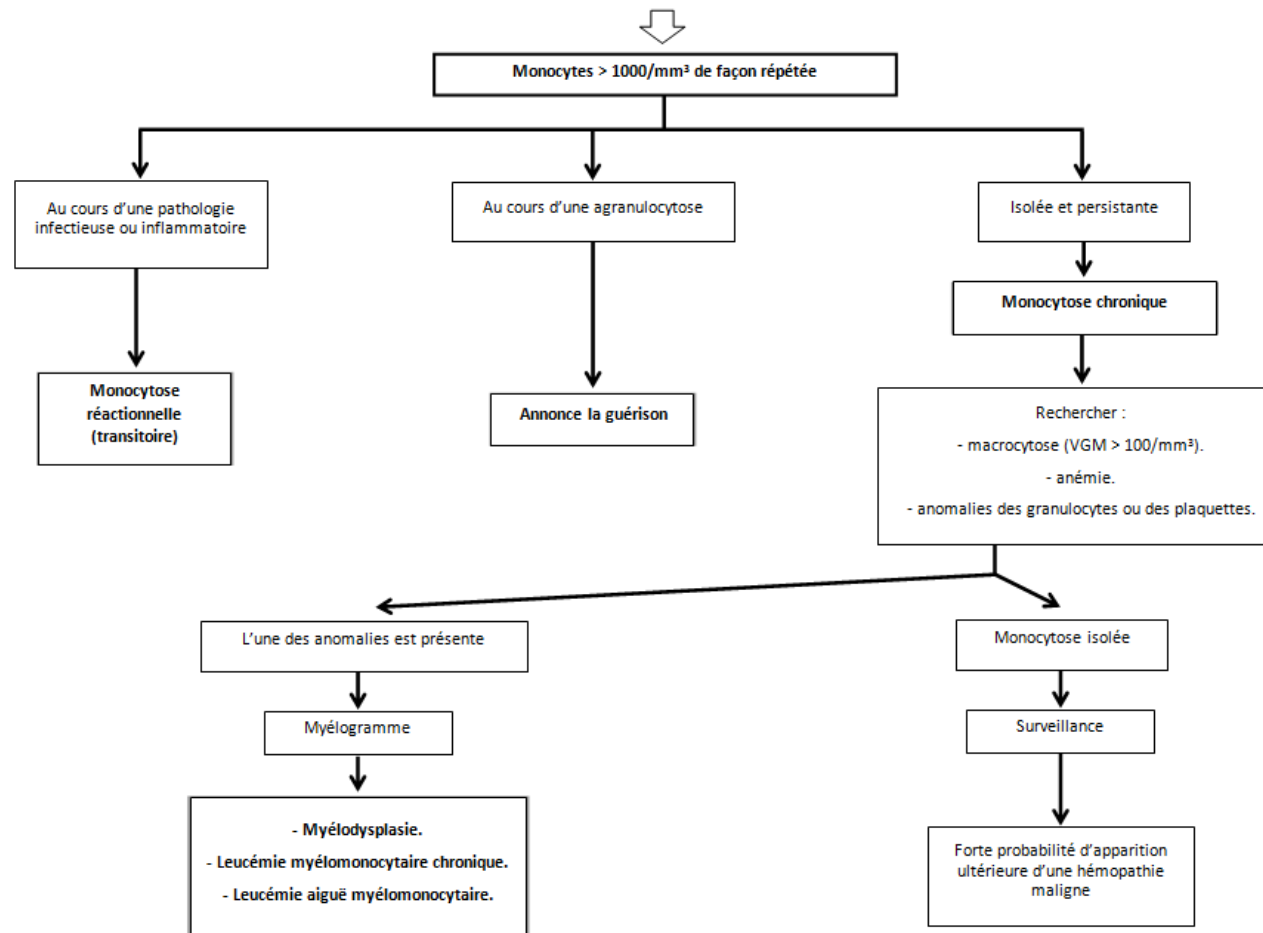 Monocytes > 1000/mm³ de façon répétée
Au cours d'une pathologie
infectieuse ou inflammatoire
Au cours d'une agranulocytose
Isolée et persistante
Monocytose chronique
Monocytose
réactionnelle
(transitoire)
Annonce la guérison
Rechercher :
- macrocytose (VGM > 100/mm³).
- anémie.
- anomalies des granulocytes ou des plaquettes.
L'une des anomalies est présente
Monocytose isolée
Myélogramme
Surveillance
- Myélodysplasie.
- Leucémie myélomonocytaire chronique.
- Leucémie aiguë myélomonocytaire.
Forte probabilité d'apparition
ultérieure d'une hémopathie
maligne